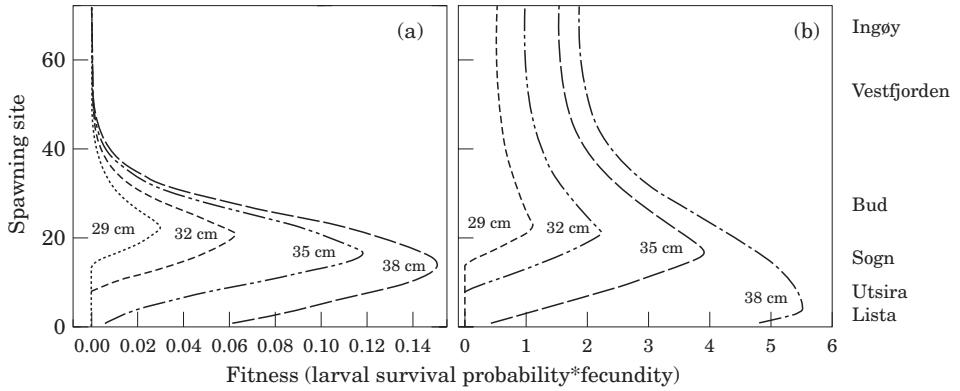 (a)
(b)
Spawning site
60
40
20
0
29 cm
32 cm
35 cm
38 cm
0.00 0.02 0.04 0.06 0.08 0.10 0.12 0.14
29 cm
32 cm
35 cm
38 cm
0 1 2 3 4 5 6
Ingøy
Vestfjorden
Bud
Sogn
Utsira
Lista
Fitness (larval survival probability*fecundity)